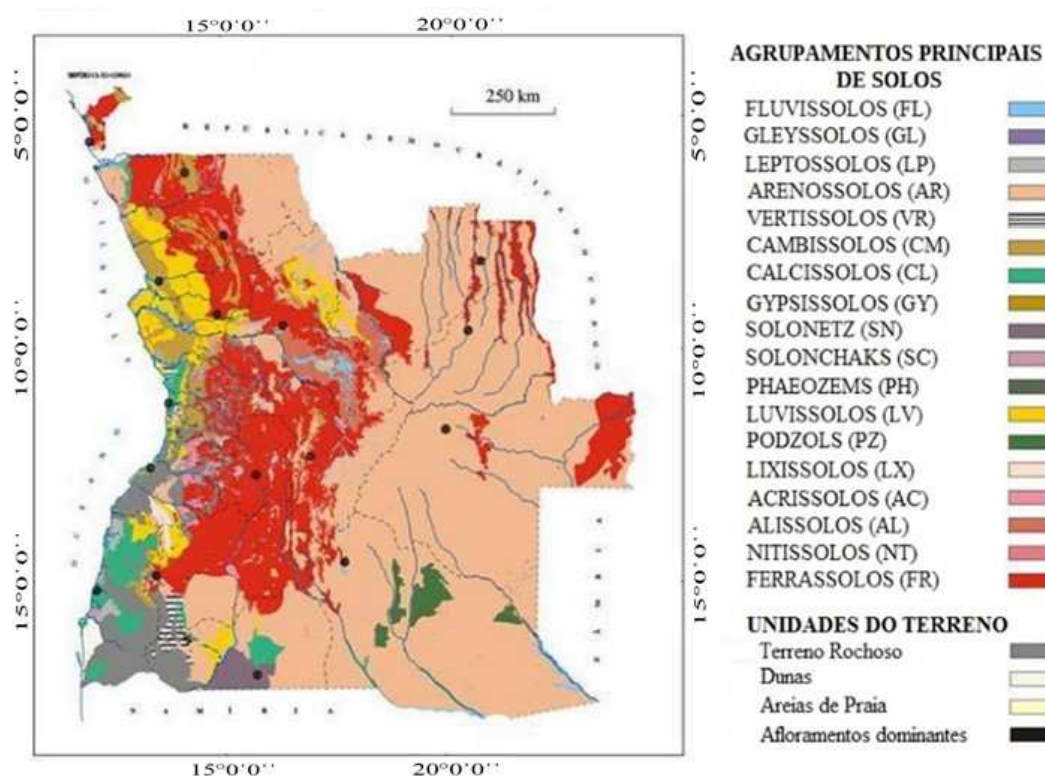 15°0'0''
20°0'0''
5°0'0''
5°0'0''
10°0'0''
10°0'0''
15°0'0''
15°0'0''
250 km
N A M Í B I A
15°0'0''
20°0'0''
AGRUPAMENTOS PRINCIPAIS
DE SOLOS
FLUVISSOLOS (FL)
GLEYSSOLOS (GL)
LEPTOSSOLOS (LP)
ARENOSSOLOS (AR)
VERTISSOLOS (VR)
CAMBISSOLOS (CM)
CALCISSOLOS (CL)
GYPSISSOLOS (GY)
SOLONETZ (SN)
SOLONCHAKS (SC)
PHAEOZEMS (PH)
LUVISSOLOS (LV)
PODZOLS (PZ)
LIXISSOLOS (LX)
ACRISSOLOS (AC)
ALISSOLOS (AL)
NITISSOLOS (NT)
FERRASSOLOS (FR)
UNIDADES DO TERRENO
Terreno Rochoso
Dunas
Areias de Praia
Afloramentos dominantes